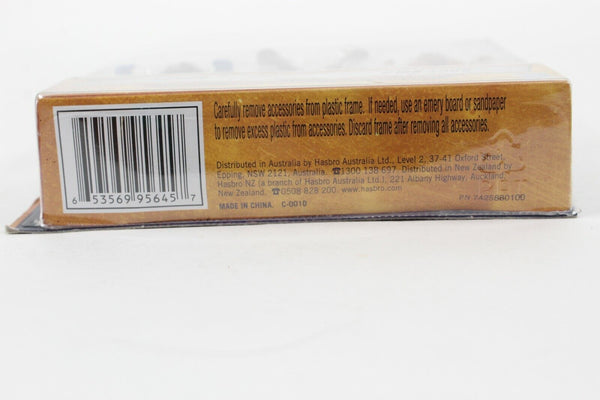 Carefully remove accessories from plastic frame. If needed, use an emery board or sandpaper
to remove excess plastic from accessories. Discard frame after removing all accessories.
Distributed in Australia by Hasbro Australia Ltd., Level 2, 37-41 Oxford Street,
Epping, NSW 2121, Australia. ☎1300 138 697. Distributed in New Zealand by
Hasbro NZ (a branch of Hasbro Australia Ltd.), 221 Albany Highway, Auckland,
New Zealand. ☎0508 828 200. www.hasbro.com
MADE IN CHINA. C-0010
P/N 7426680100
6 53569 95645 7